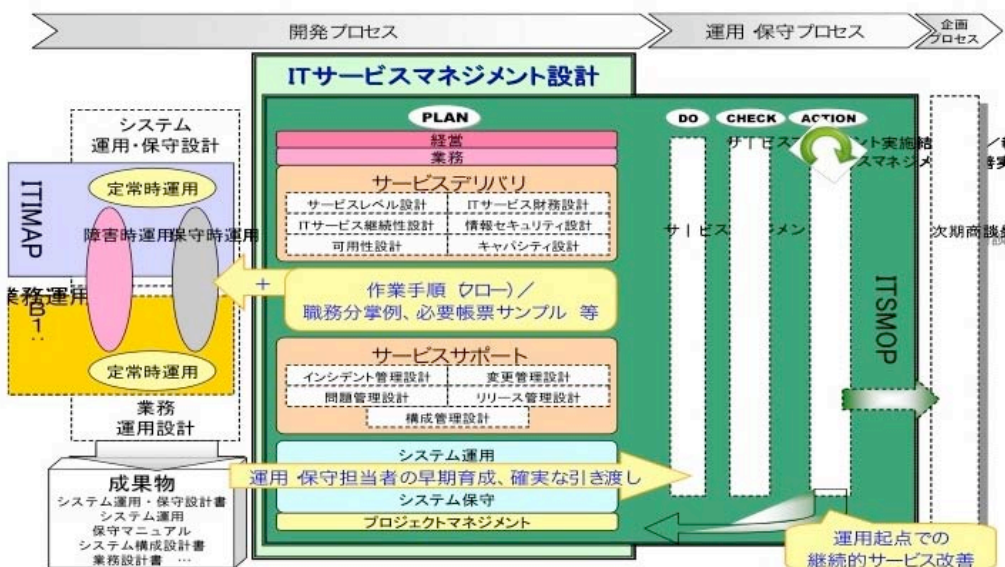 開発プロセス
運用・保守プロセス
企画
プロセス
ITサービスマネジメント設計
PLAN
DO
CHECK
ACTION
システム
運用・保守設計
ITIMAP
定常時運用
障害時運用
保守時運用
業務運用
B1
:
定常時運用
業務
運用設計
成果物
システム運用・保守設計書
システム運用
保守マニュアル
システム構成設計書
業務設計書 …
経営
業務
サービスデリバリ
サービスレベル設計
ITサービス財務設計
ITサービス継続性設計
情報セキュリティ設計
可用性設計
キャパシティ設計
+
作業手順(フロー)/
職務分掌例、必要帳票サンプル 等
サービスサポート
インシデント管理設計
変更管理設計
問題管理設計
リリース管理設計
構成管理設計
システム運用
運用・保守担当者の早期育成、確実な引き渡し
システム保守
プロジェクトマネジメント
サービス
ITSMOP
次期商談
運用起点での
継続的サービス改善